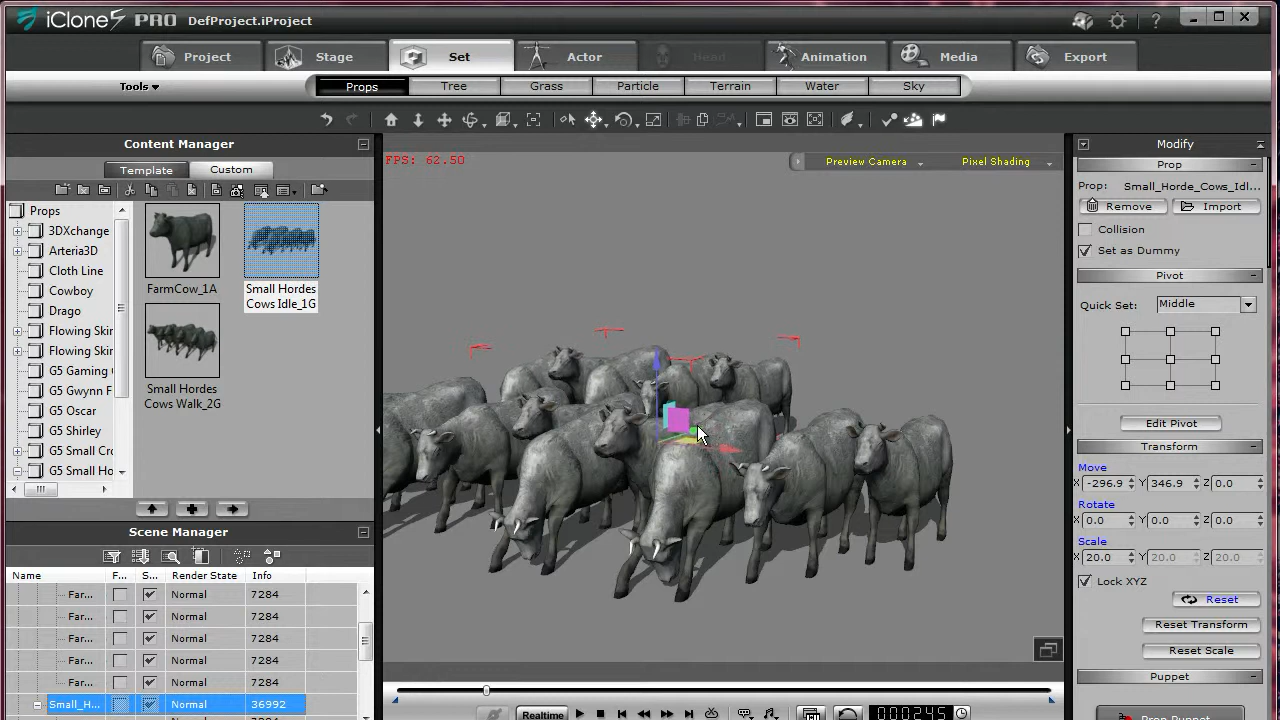 iClone5 PRO DefProject.iProject ?
Project Stage Set Actor Head Animation Media Export
Tools Props Tree Grass Particle Terrain Water Sky
Content Manager
Template Custom
Props
3DXchange
Arteria3D
Cloth Line
Cowboy
Drago
Flowing Skir
Flowing Skir
G5 Gaming
G5 Gwynn F
G5 Oscar
G5 Shirley
G5 Small Cr
G5 Small Ho
FarmCow_1A
Small Hordes
Cows Idle_1G
Small Hordes
Cows Walk_2G
Scene Manager
Name F... S... Render State Info
Far... Normal 7284
Far... Normal 7284
Far... Normal 7284
Far... Normal 7284
Far... Normal 7284
Small_H... Normal 36992
FPS: 62.50
Preview Camera Pixel Shading
Realtime 0000245
Modify
Prop
Prop: Small_Horde_Cows_Idl...
Remove Import
Collision
Set as Dummy
Pivot
Quick Set: Middle
Edit Pivot
Transform
Move
X -296.9 Y 346.9 Z 0.0
Rotate
X 0.0 Y 0.0 Z 0.0
Scale
X 20.0 Y 20.0 Z 20.0
Lock XYZ
Reset
Reset Transform
Reset Scale
Puppet
Prop Puppet